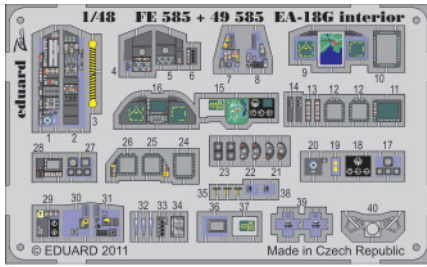 1/48 FE 585 + 49 585 EA-18G interior
eduard
4 5 6 7 8 9 10
1 2 3
16 15 14 13 12 12 11
28 27 26 25 24 23 22 21 20 19 18 17
35 38
29 30 31 32 33 34 36 37 39 40
© EDUARD 2011 Made in Czech Republic